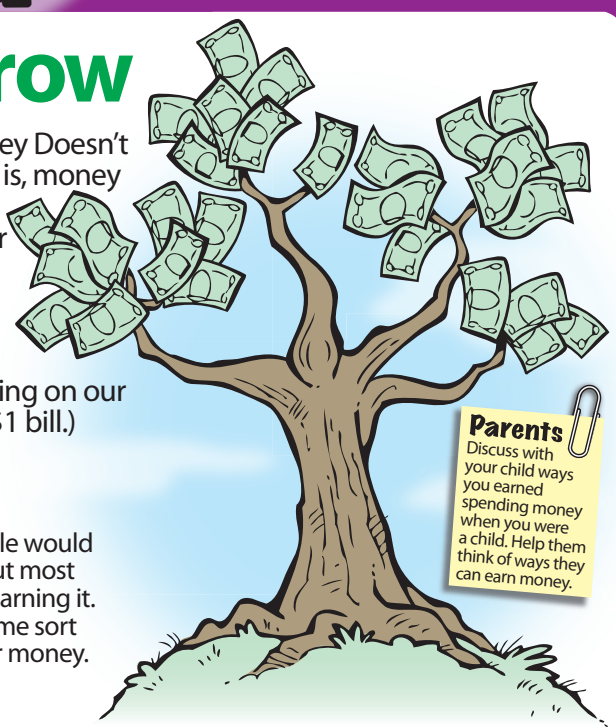 row
ey Doesn't
is, money
r
ing on our
$1 bill.)
le would
ut most
arning it.
me sort
r money.
Parents
Discuss with
your child ways
you earned
spending money
when you were
a child. Help them
think of ways they
can earn money.